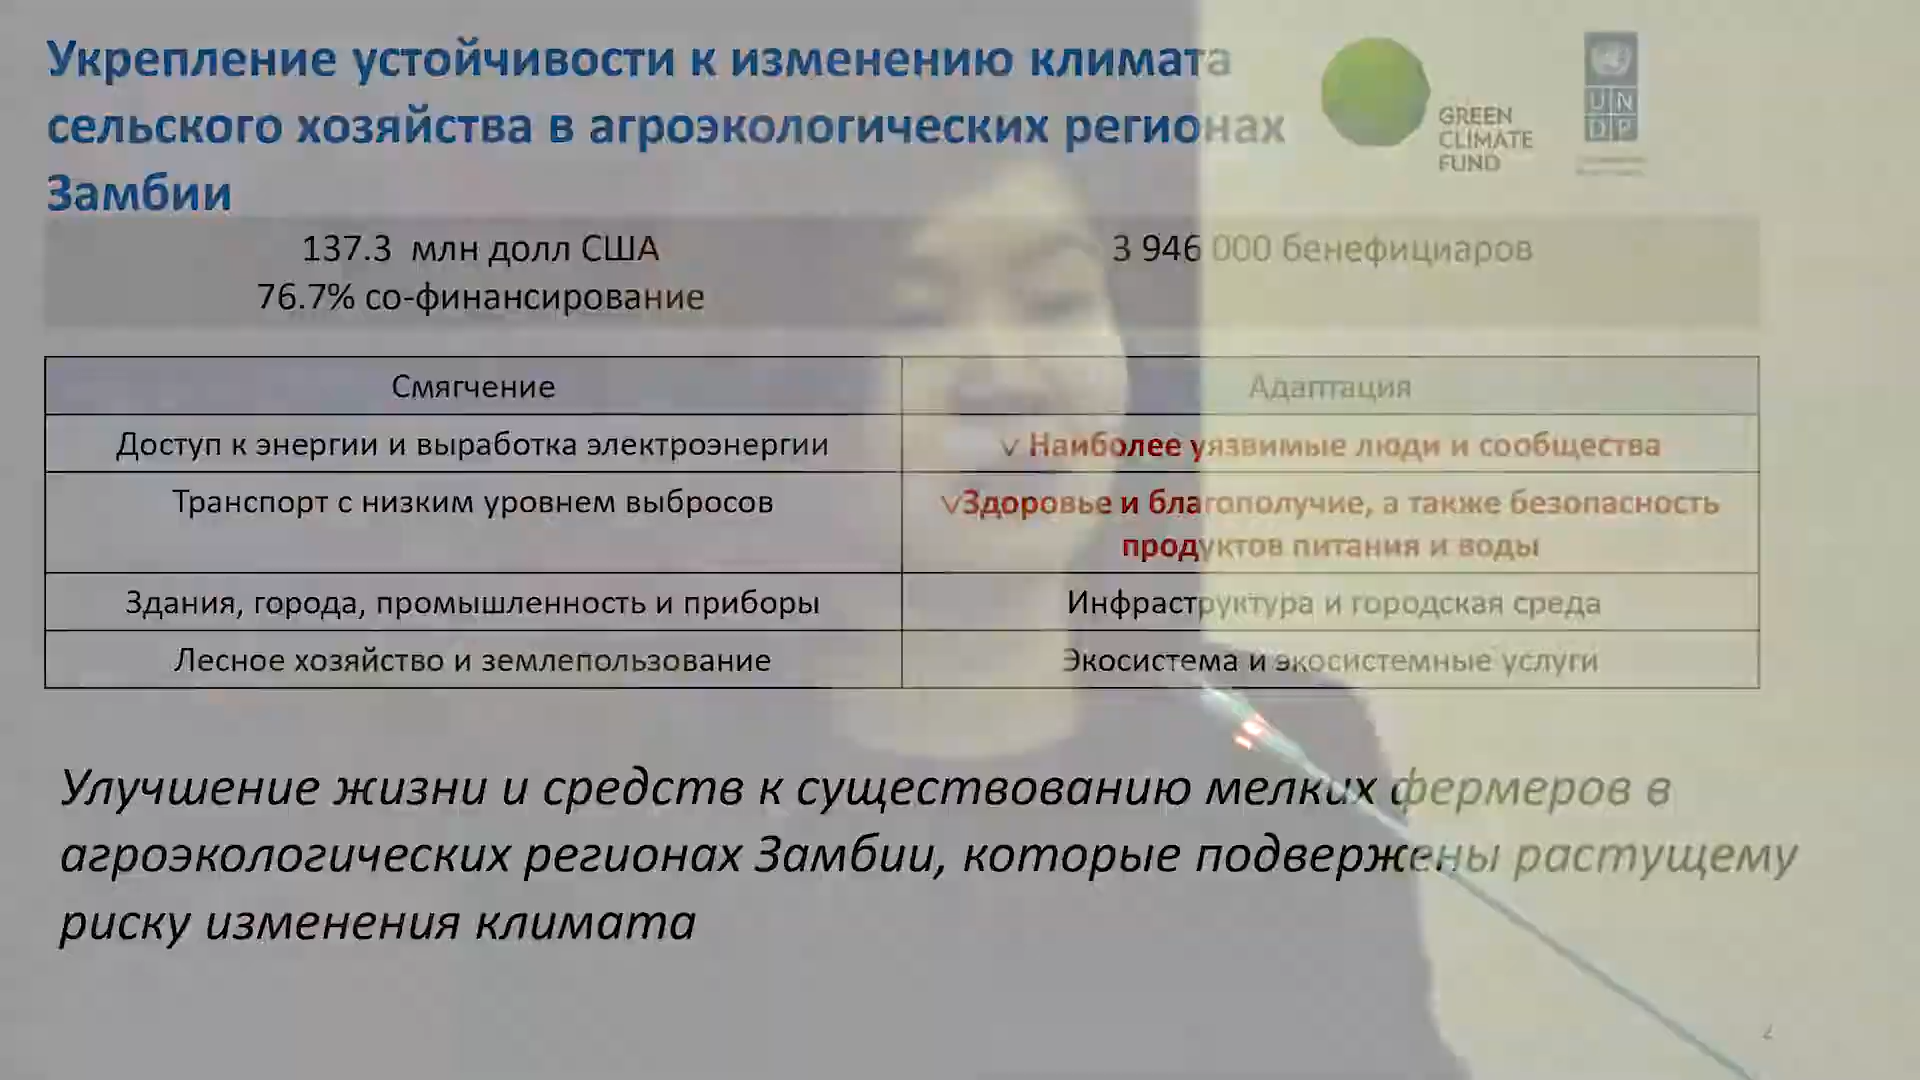 Укрепление устойчивости к изменению климата
сельского хозяйства в агроэкологических регионах
Замбии
GREEN
CLIMATE
FUND
UN
DP
137.3 млн долл США
76.7% со-финансирование
3 946 000 бенефициаров
Смягчение
Адаптация
Доступ к энергии и выработка электроэнергии
√ Наиболее уязвимые люди и сообщества
Транспорт с низким уровнем выбросов
√Здоровье и благополучие, а также безопасность
продуктов питания и воды
Здания, города, промышленность и приборы
Инфраструктура и городская среда
Лесное хозяйство и землепользование
Экосистема и экосистемные услуги
Улучшение жизни и средств к существованию мелких фермеров в
агроэкологических регионах Замбии, которые подвержены растущему
риску изменения климата
2